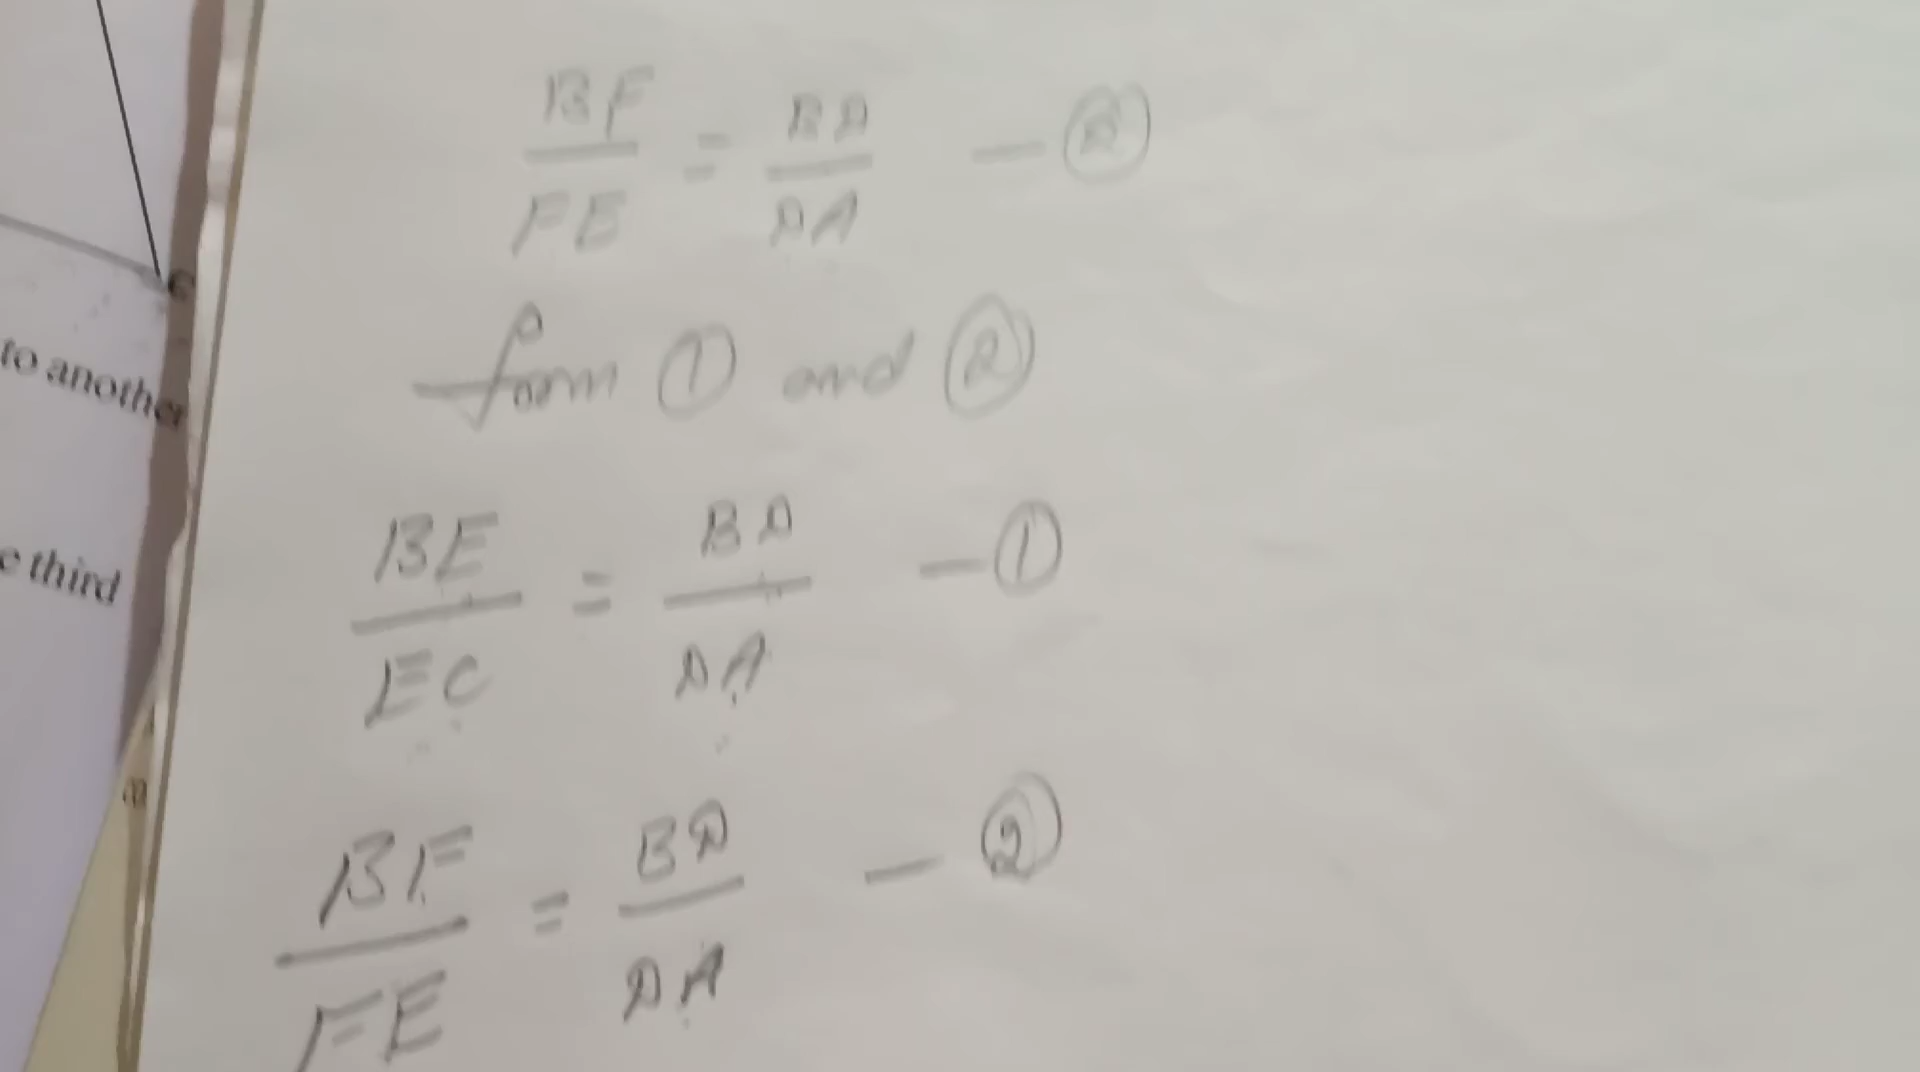 BF/FE = BD/DA — ②
form ① and ②
BE/EC = BD/DA — ①
BF/FE = BD/DA — ②
to another
e third